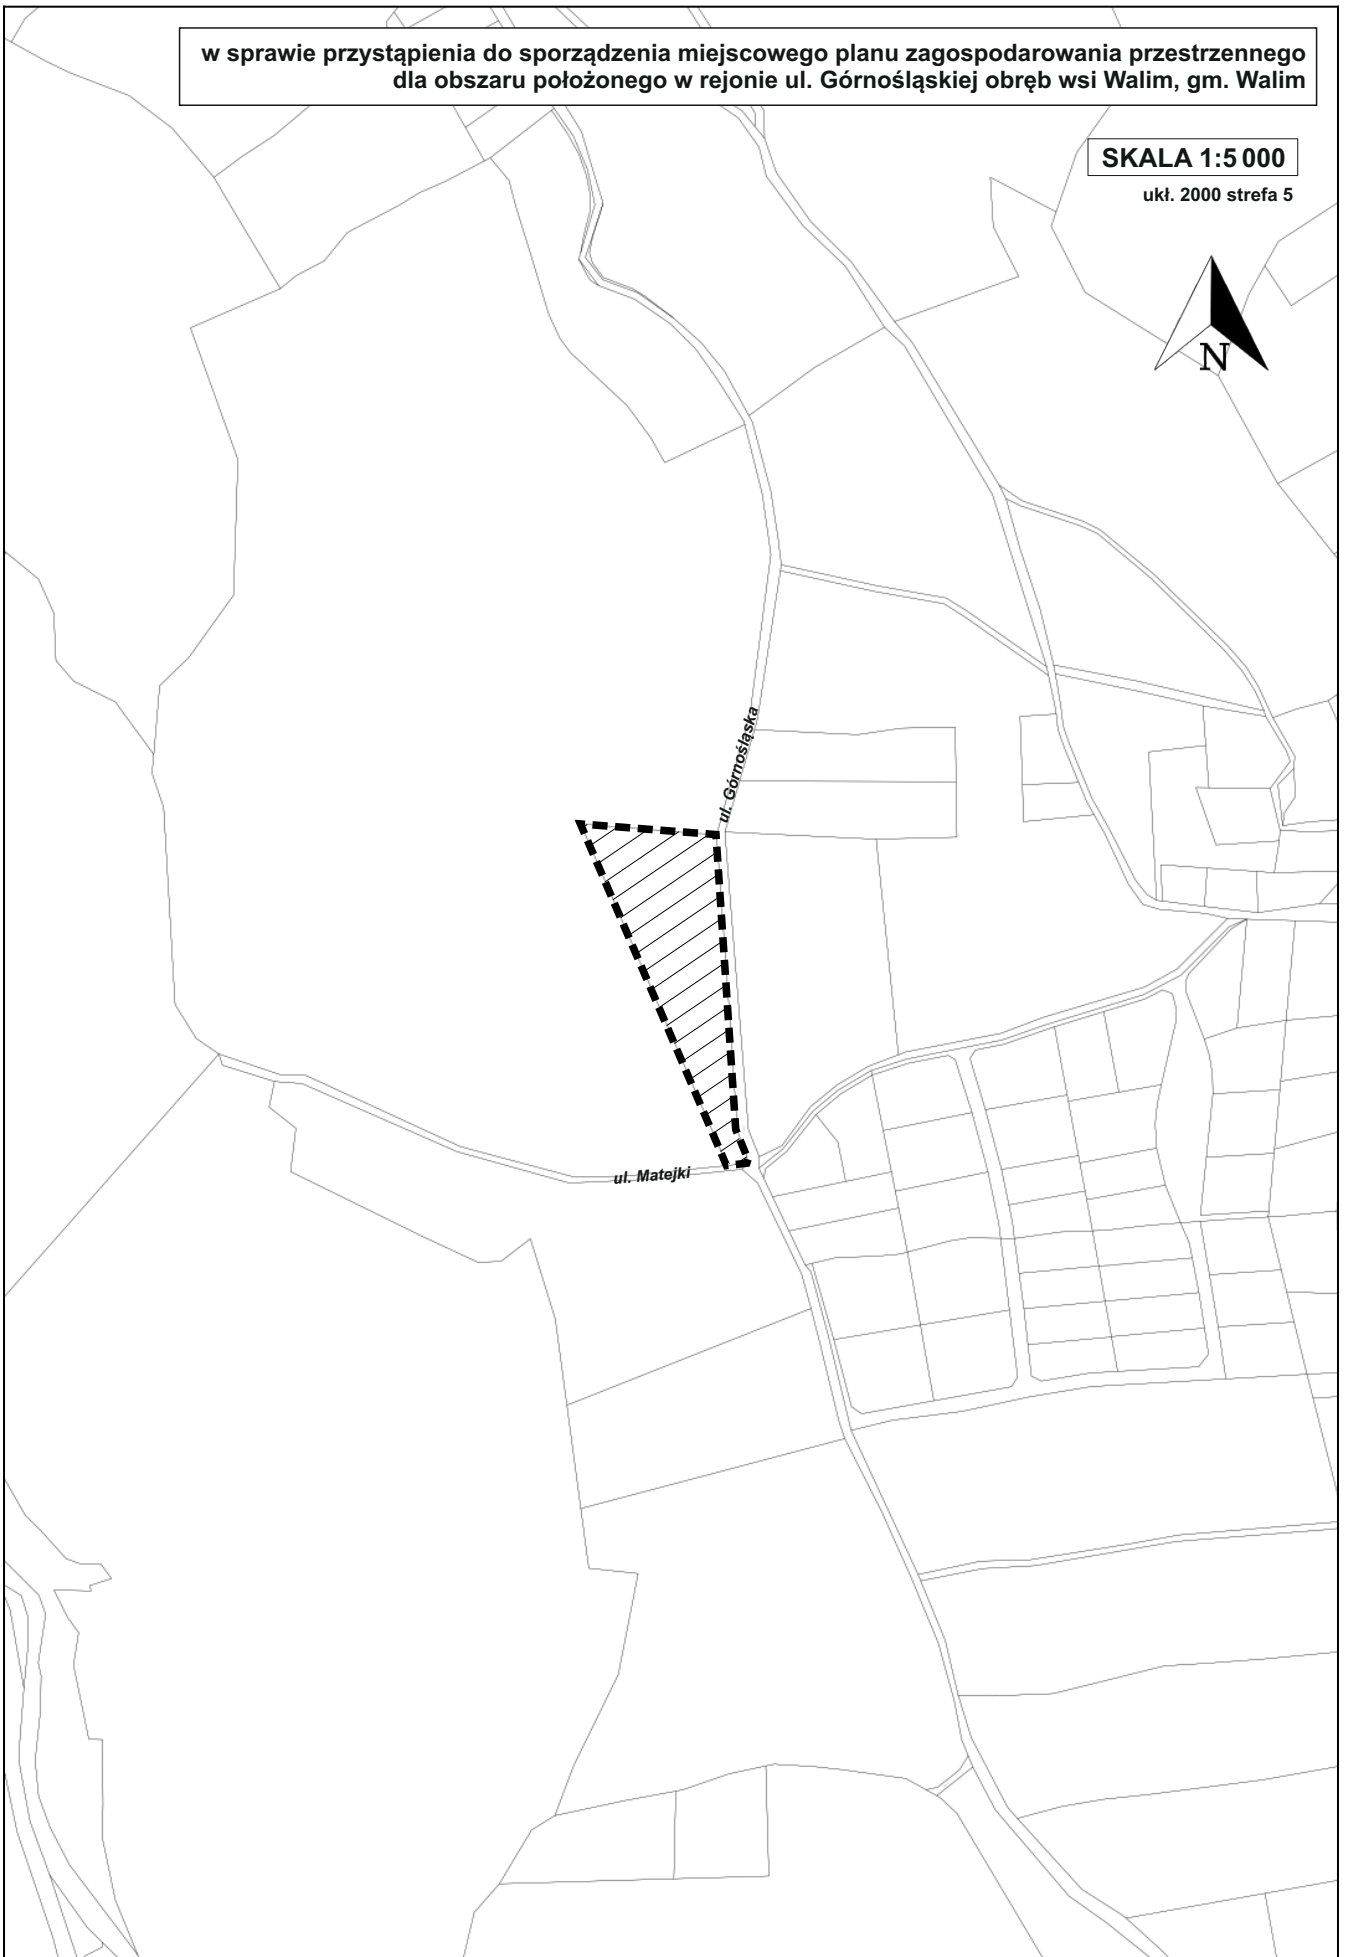 w sprawie przystąpienia do sporządzenia miejscowego planu zagospodarowania przestrzennego
dla obszaru położonego w rejonie ul. Górnośląskiej obręb wsi Walim, gm. Walim
SKALA 1:5 000
ukł. 2000 strefa 5
N
ul. Górnośląska
ul. Matejki